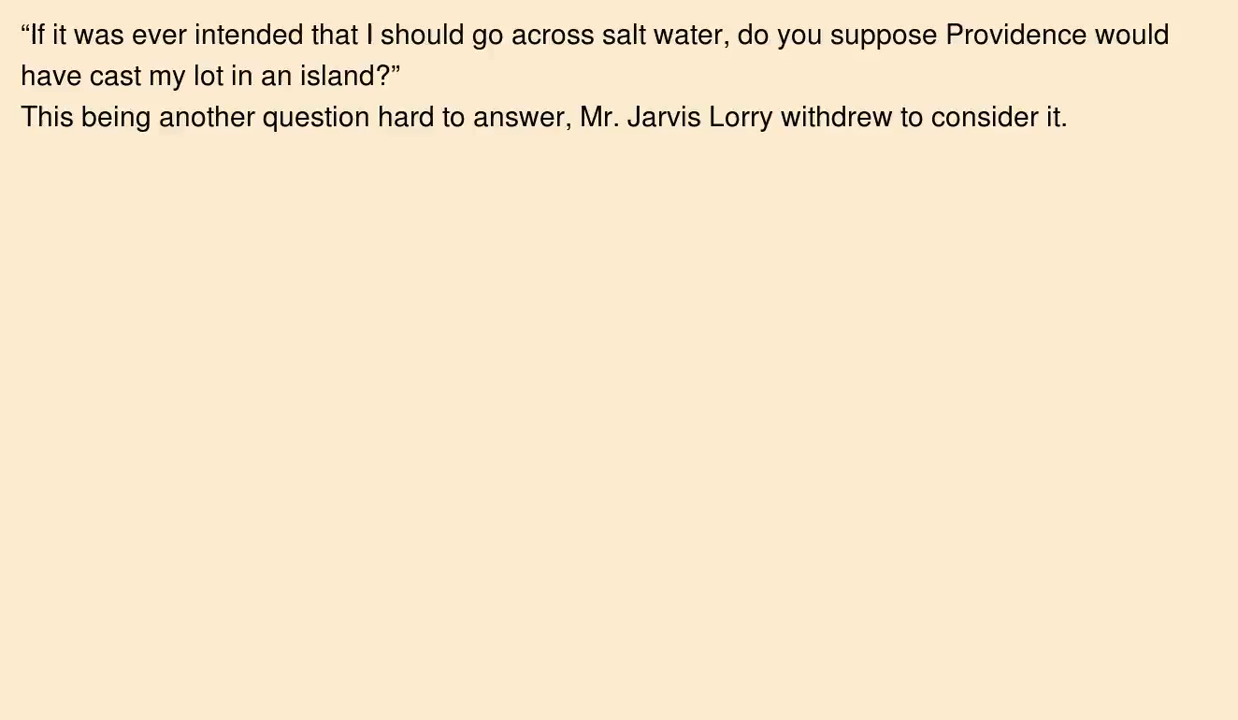 “If it was ever intended that I should go across salt water, do you suppose Providence would
have cast my lot in an island?”
This being another question hard to answer, Mr. Jarvis Lorry withdrew to consider it.